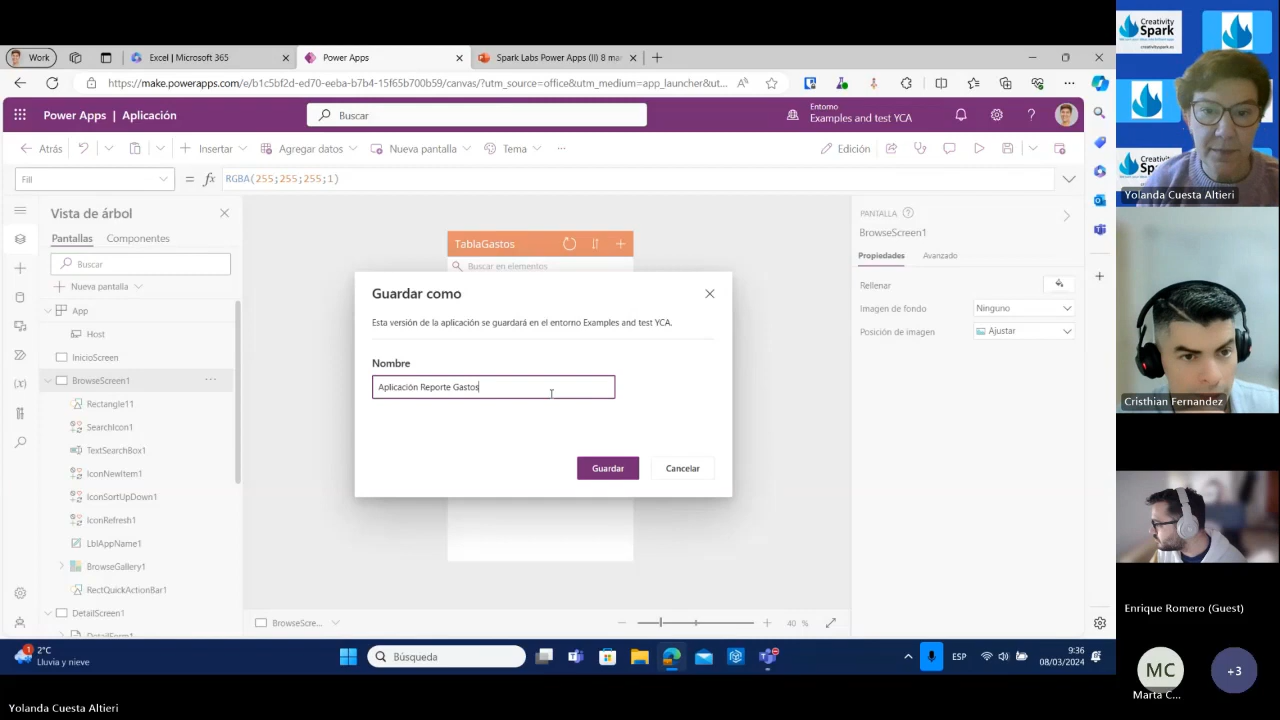 Work
Excel | Microsoft 365
Power Apps
Spark Labs Power Apps (II) 8 mar
https://make.powerapps.com/e/b1c5bf2d-ed70-eeba-b7b4-15f65b700b59/canvas/?utm_source=office&utm_medium=app_launcher&ut...
Power Apps | Aplicación
Buscar
Entorno
Examples and test YCA
Atrás
Insertar
Agregar datos
Nueva pantalla
Tema
Edición
Fill
= fx
RGBA(255;255;255;1)
Vista de árbol
Pantallas
Componentes
Buscar
Nueva pantalla
App
Host
InicioScreen
BrowseScreen1
Rectangle11
SearchIcon1
TextSearchBox1
IconNewItem1
IconSortUpDown1
IconRefresh1
LblAppName1
BrowseGallery1
RectQuickActionBar1
DetailScreen1
DetailForm1
TablaGastos
Buscar en elementos
Guardar como
Esta versión de la aplicación se guardará en el entorno Examples and test YCA.
Nombre
Aplicación Reporte Gastos
Guardar
Cancelar
BrowseScre...
40 %
PANTALLA
BrowseScreen1
Propiedades
Avanzado
Rellenar
Imagen de fondo
Ninguno
Posición de imagen
Ajustar
1
2°C
Lluvia y nieve
Búsqueda
ESP
9:36
08/03/2024
Creativity
Spark
Creativity
Spark
Yolanda Cuesta Altieri
Cristhian Fernandez
Enrique Romero (Guest)
MC
Marta C...
+3
Yolanda Cuesta Altieri